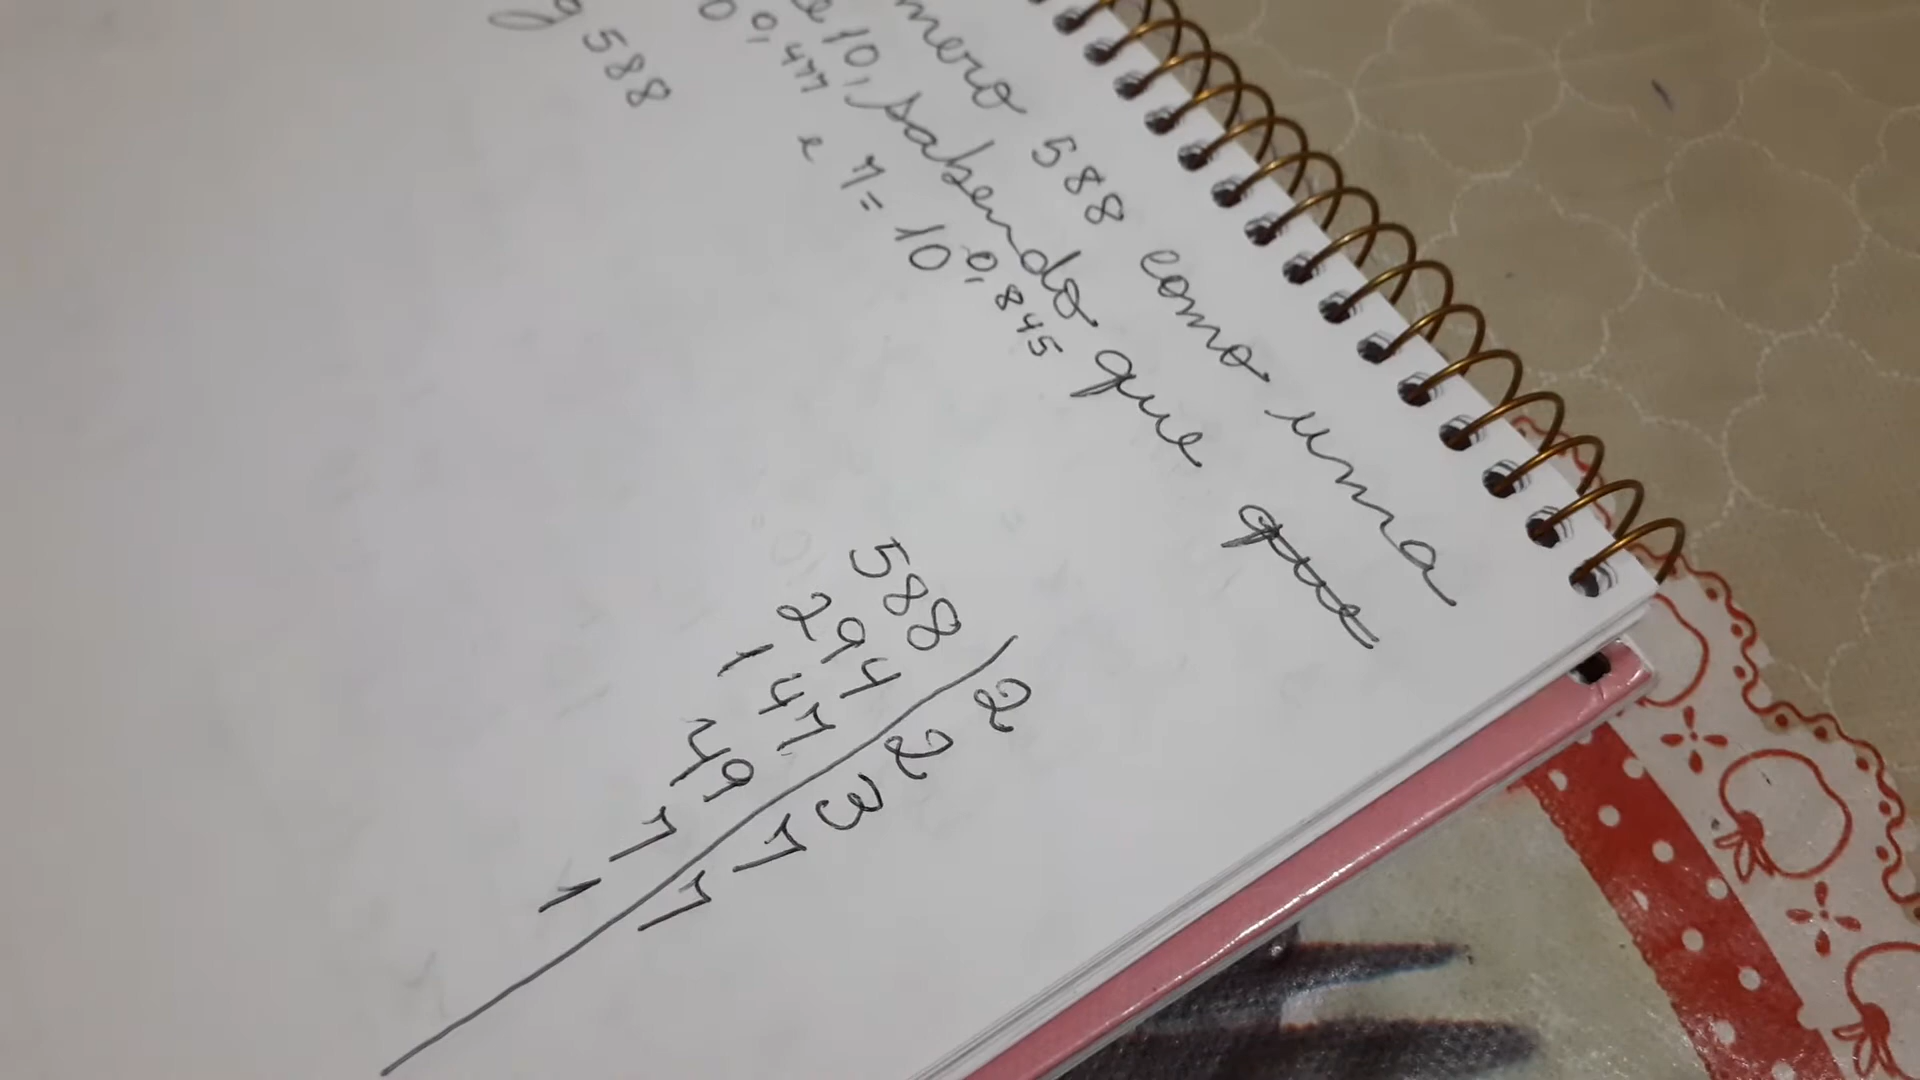 588 como uma
10, sabendo que que
0,477 e 7 = 10^0,845
588
588 | 2
294 | 2
147 | 3
49 | 7
7 | 7
1